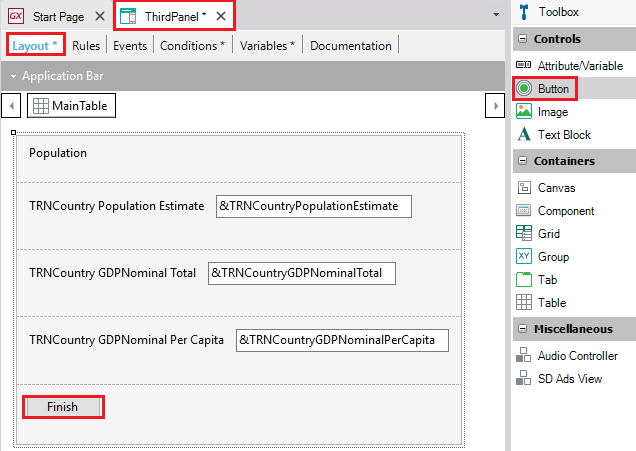 GX Start Page ThirdPanel *
Layout * Rules Events Conditions * Variables * Documentation
Application Bar
MainTable
Population
TRNCountry Population Estimate &TRNCountryPopulationEstimate
TRNCountry GDPNominal Total &TRNCountryGDPNominalTotal
TRNCountry GDPNominal Per Capita &TRNCountryGDPNominalPerCapita
Finish
Toolbox
Controls
Attribute/Variable
Button
Image
A Text Block
Containers
Canvas
Component
Grid
XY Group
Tab
Table
Miscellaneous
Audio Controller
SD Ads View